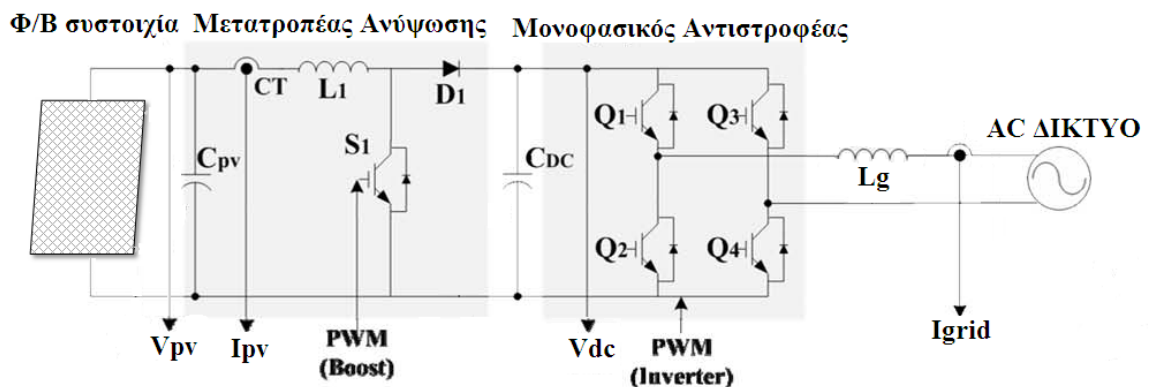 Φ/Β συστοιχία
Μετατροπέας Ανύψωσης
Μονοφασικός Αντιστροφέας
CT
L1
D1
Q1
Q3
AC ΔΙΚΤΥΟ
S1
Cpv
CDC
Lg
Q2
Q4
Vpv
Ipv
PWM
(Boost)
Vdc
PWM
(Inverter)
Igrid